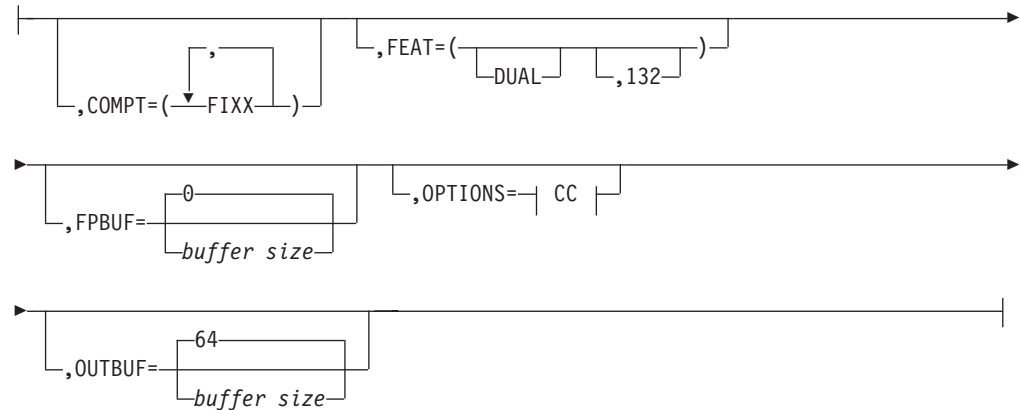 ,COMPT=( FIXX )
,
,FEAT=( DUAL ,132 )
,FPBUF= 0
buffer size
,OPTIONS= CC
,OUTBUF= 64
buffer size